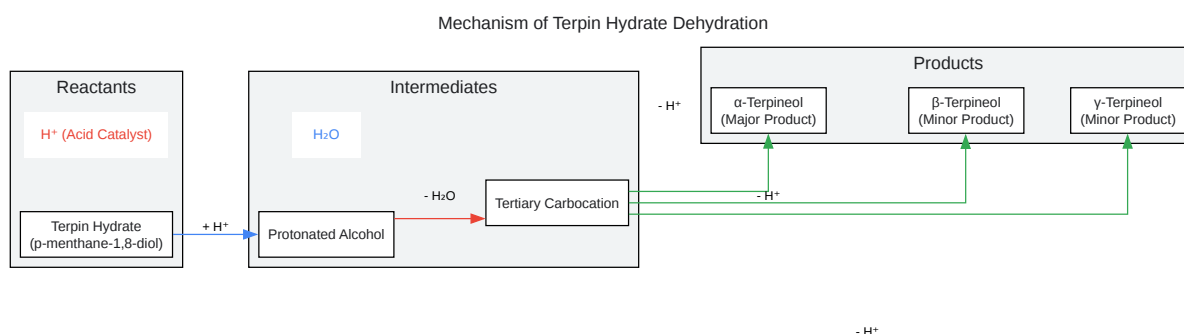 Mechanism of Terpin Hydrate Dehydration
Reactants
H⁺ (Acid Catalyst)
Terpin Hydrate
(p-menthane-1,8-diol)
+ H⁺
Intermediates
H₂O
Protonated Alcohol
- H₂O
Tertiary Carbocation
Products
- H⁺
α-Terpineol
(Major Product)
β-Terpineol
(Minor Product)
γ-Terpineol
(Minor Product)
- H⁺
- H⁺